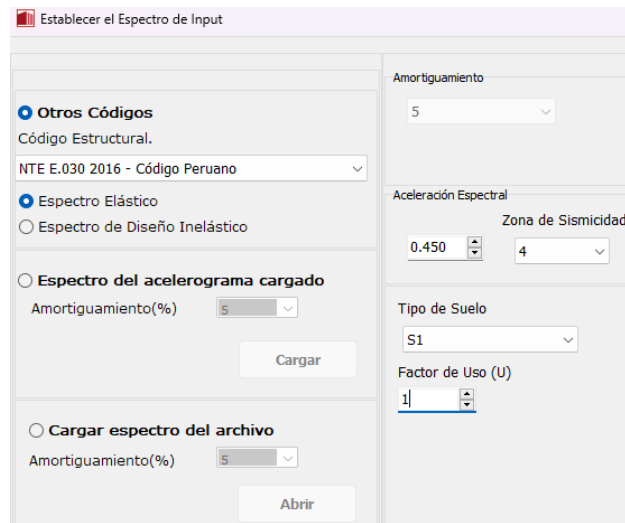 Establecer el Espectro de Input
Otros Códigos
Código Estructural.
NTE E.030 2016 - Código Peruano
Espectro Elástico
Espectro de Diseño Inelástico
Espectro del acelerograma cargado
Amortiguamiento(%)
5
Cargar
Cargar espectro del archivo
Amortiguamiento(%)
5
Abrir
Amortiguamiento
5
Aceleración Espectral
Zona de Sismicidad
0.450
4
Tipo de Suelo
S1
Factor de Uso (U)
1